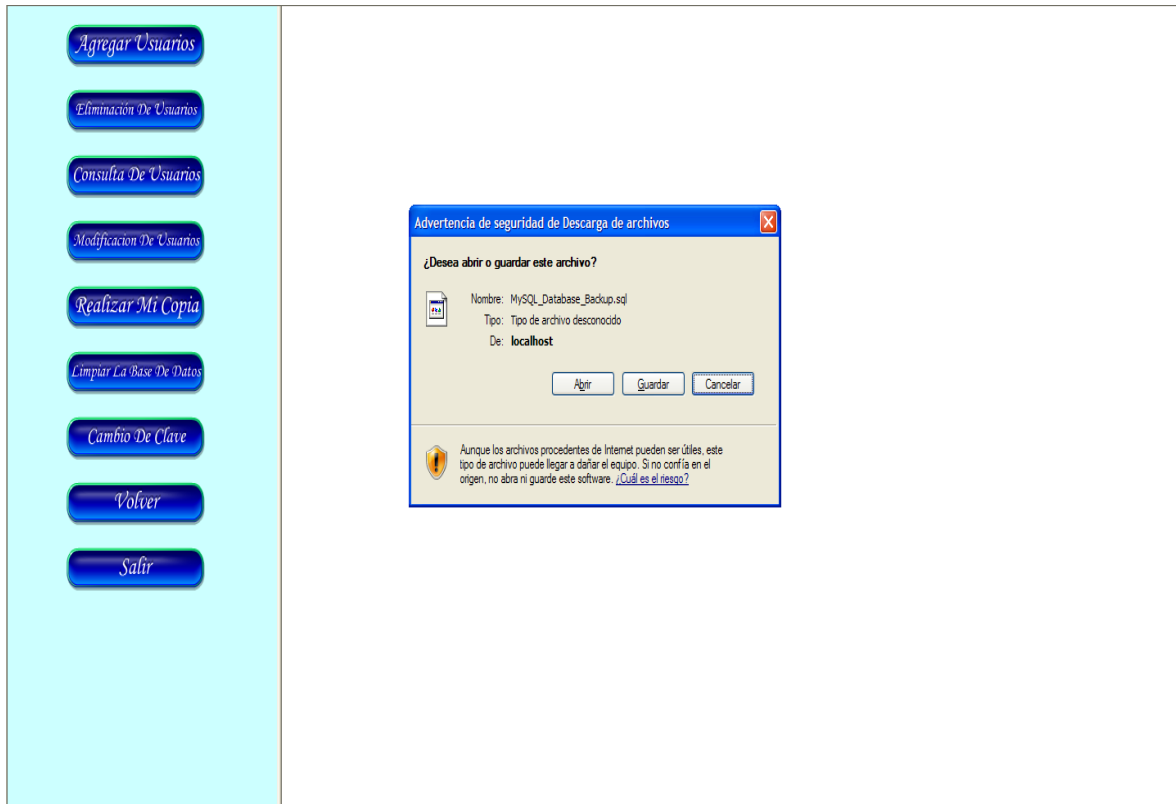 Agregar Usuarios
Eliminación De Usuarios
Consulta De Usuarios
Modificacion De Usuarios
Realizar Mi Copia
Limpiar La Base De Datos
Cambio De Clave
Volver
Salir
Advertencia de seguridad de Descarga de archivos
¿Desea abrir o guardar este archivo?
Nombre: MySQL_Database_Backup.sql
Tipo: Tipo de archivo desconocido
De: localhost
Abrir Guardar Cancelar
Aunque los archivos procedentes de Internet pueden ser útiles, este
tipo de archivo puede llegar a dañar el equipo. Si no confía en el
origen, no abra ni guarde este software. ¿Cuál es el riesgo?